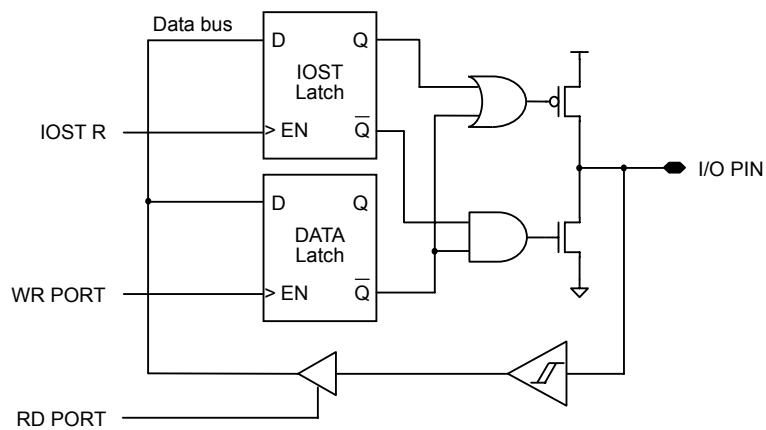 Data bus
D Q
IOST
Latch
IOST R
> EN Q̅
I/O PIN
D Q
DATA
Latch
WR PORT
> EN Q̅
RD PORT